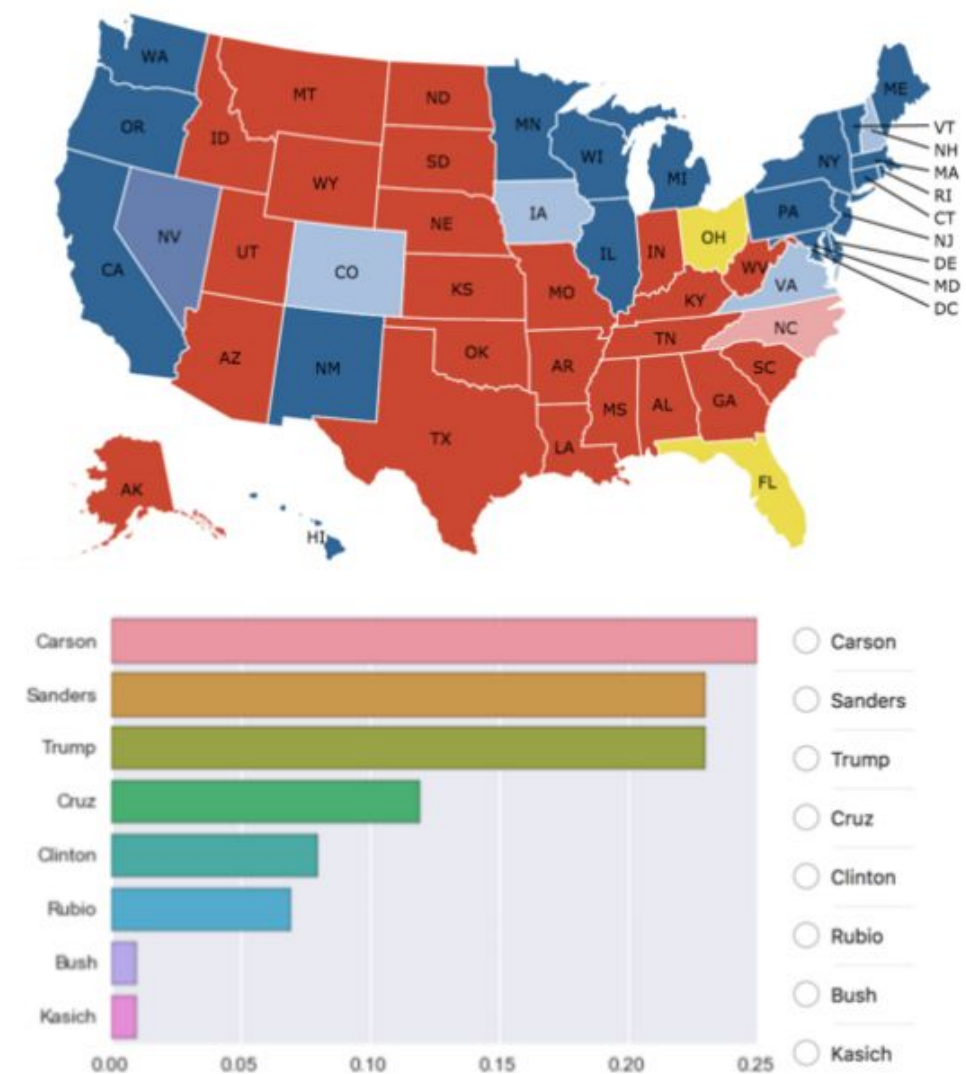 WA
MT
ND
ME
OR
ID
MN
VT
NH
SD
WI
NY
MA
WY
MI
RI
CT
IA
PA
NJ
NE
NV
OH
DE
UT
IL
IN
CA
CO
WV
MD
VA
DC
KS
MO
KY
NC
TN
AZ
OK
NM
AR
SC
MS
AL
GA
TX
LA
FL
AK
HI
Carson
Sanders
Trump
Cruz
Clinton
Rubio
Bush
Kasich
0.00 0.05 0.10 0.15 0.20 0.25
Carson
Sanders
Trump
Cruz
Clinton
Rubio
Bush
Kasich